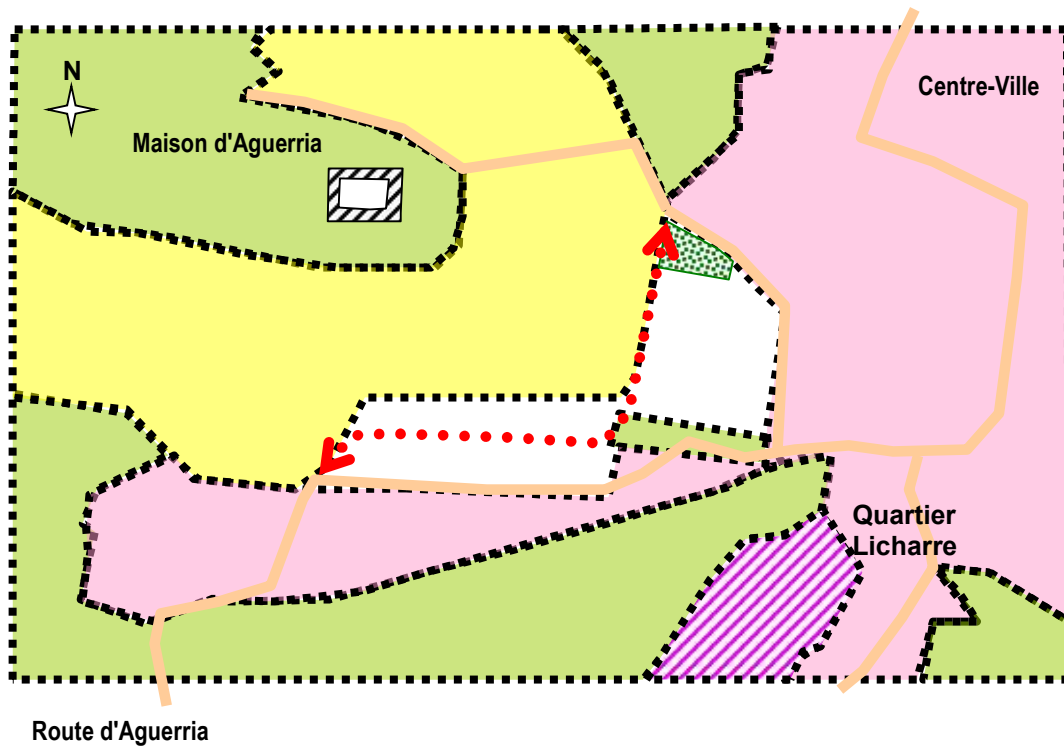 N
Centre-Ville
Maison d'Aguerria
Quartier
Licharre
Route d'Aguerria